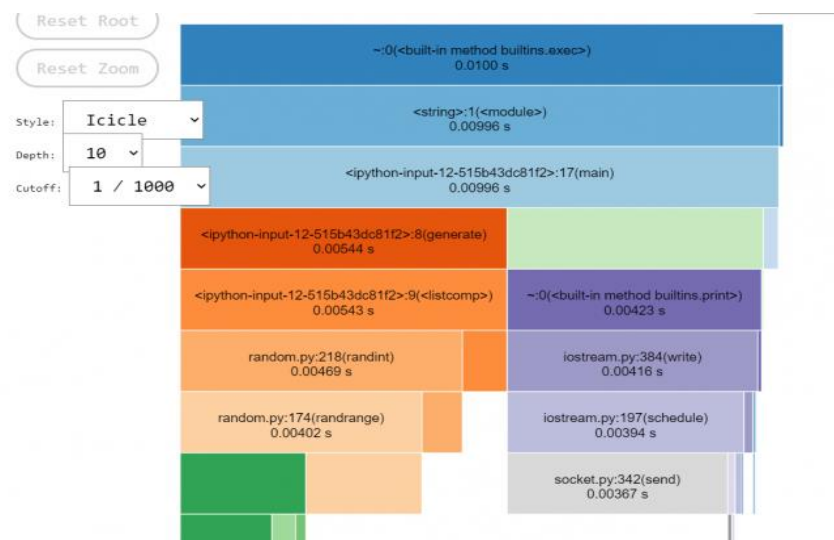 Reset Root
Reset Zoom
Style: Icicle
Depth: 10
Cutoff: 1 / 1000
~:0(<built-in method builtins.exec>)
0.0100 s
<string>:1(<module>)
0.00996 s
<ipython-input-12-515b43dc81f2>:17(main)
0.00996 s
<ipython-input-12-515b43dc81f2>:8(generate)
0.00544 s
<ipython-input-12-515b43dc81f2>:9(<listcomp>)
0.00543 s
~:0(<built-in method builtins.print>)
0.00423 s
random.py:218(randint)
0.00469 s
iostream.py:384(write)
0.00416 s
random.py:174(randrange)
0.00402 s
iostream.py:197(schedule)
0.00394 s
socket.py:342(send)
0.00367 s